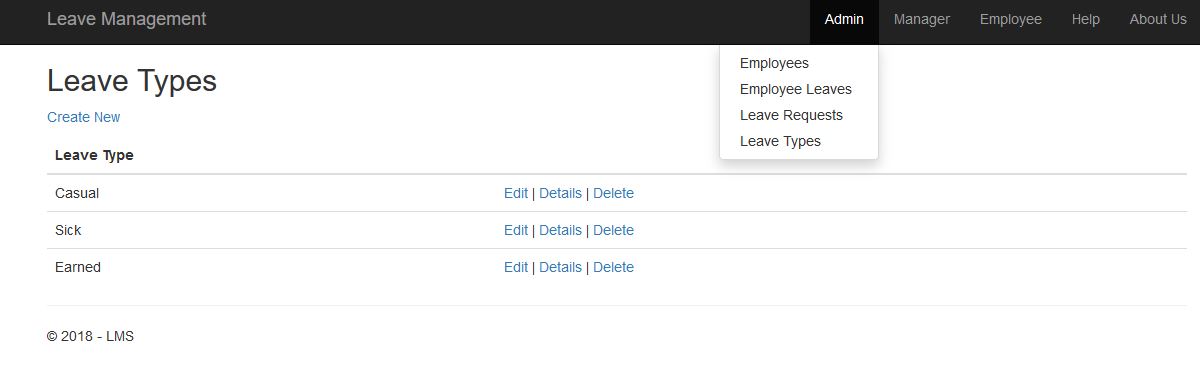 Leave Management Admin Manager Employee Help About Us
Employees
Employee Leaves
Leave Requests
Leave Types
Leave Types
Create New
Leave Type
Casual Edit | Details | Delete
Sick Edit | Details | Delete
Earned Edit | Details | Delete
© 2018 - LMS